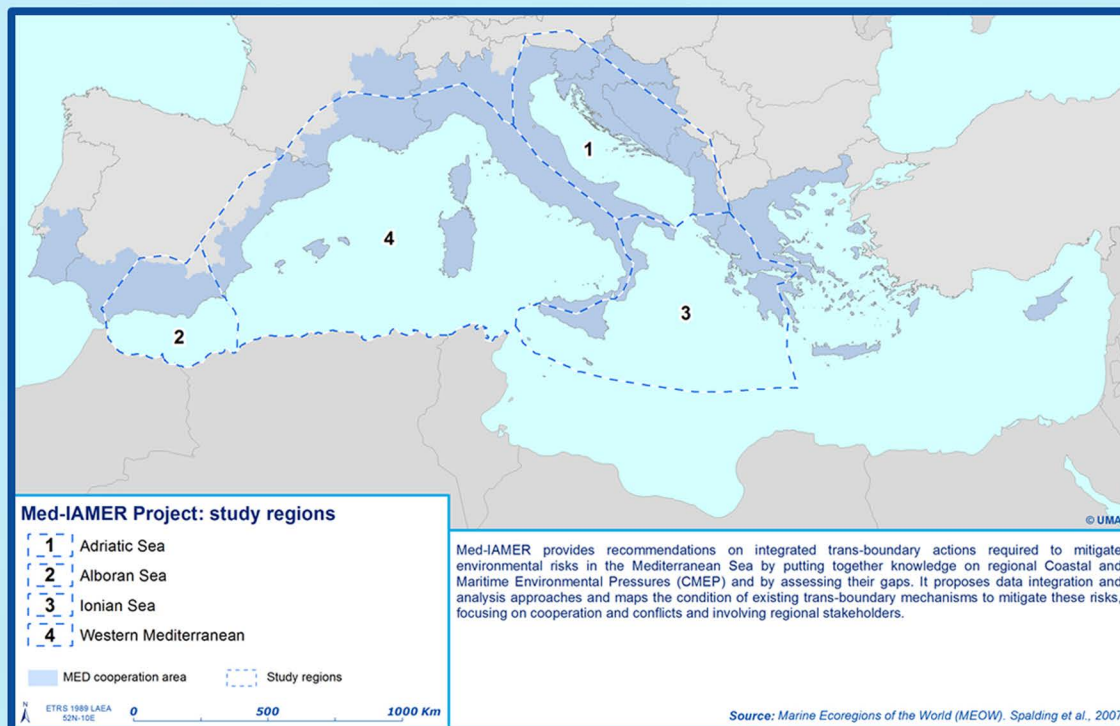 1
4
2
3
© UMA
Med-IAMER Project: study regions
1 Adriatic Sea
2 Alboran Sea
3 Ionian Sea
4 Western Mediterranean
MED cooperation area Study regions
N
ETRS 1989 LAEA
52N-10E
0 500 1000 Km
Med-IAMER provides recommendations on integrated trans-boundary actions required to mitigate
environmental risks in the Mediterranean Sea by putting together knowledge on regional Coastal and
Maritime Environmental Pressures (CMEP) and by assessing their gaps. It proposes data integration and
analysis approaches and maps the condition of existing trans-boundary mechanisms to mitigate these risks,
focusing on cooperation and conflicts and involving regional stakeholders.
Source: Marine Ecoregions of the World (MEOW). Spalding et al., 2007